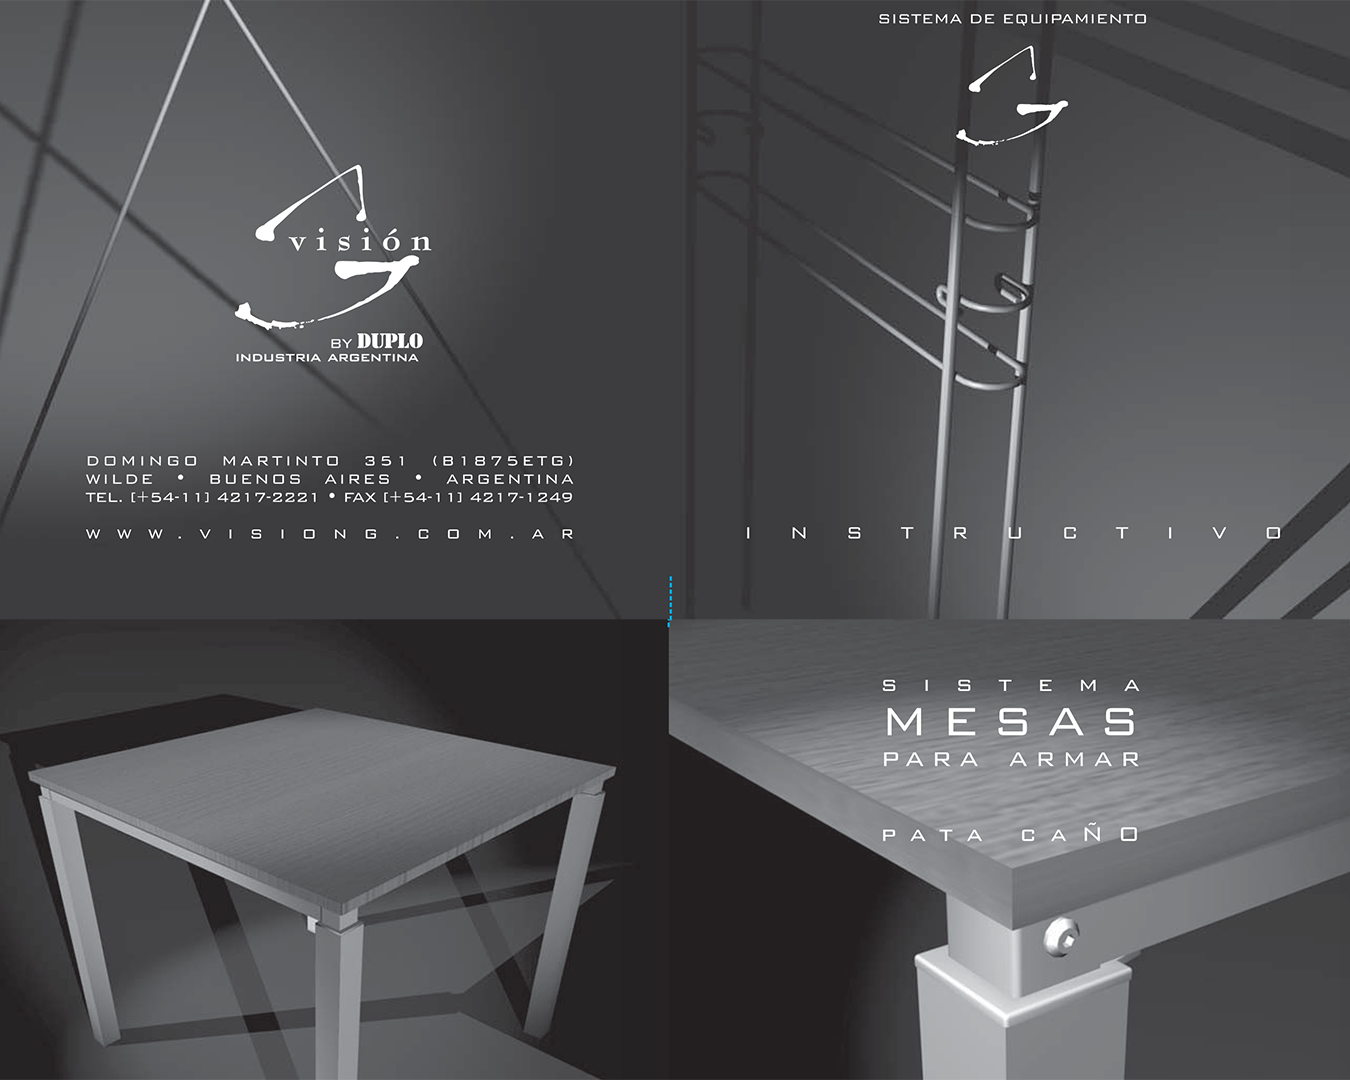 visión
BY DUPLO
INDUSTRIA ARGENTINA
DOMINGO MARTINTO 351 (B1875ETG)
WILDE • BUENOS AIRES • ARGENTINA
TEL. [+54-11] 4217-2221 • FAX [+54-11] 4217-1249
WWW.VISIONG.COM.AR
SISTEMA DE EQUIPAMIENTO
G
INSTRUCTIVO
SISTEMA
MESAS
PARA ARMAR
PATA CAÑO